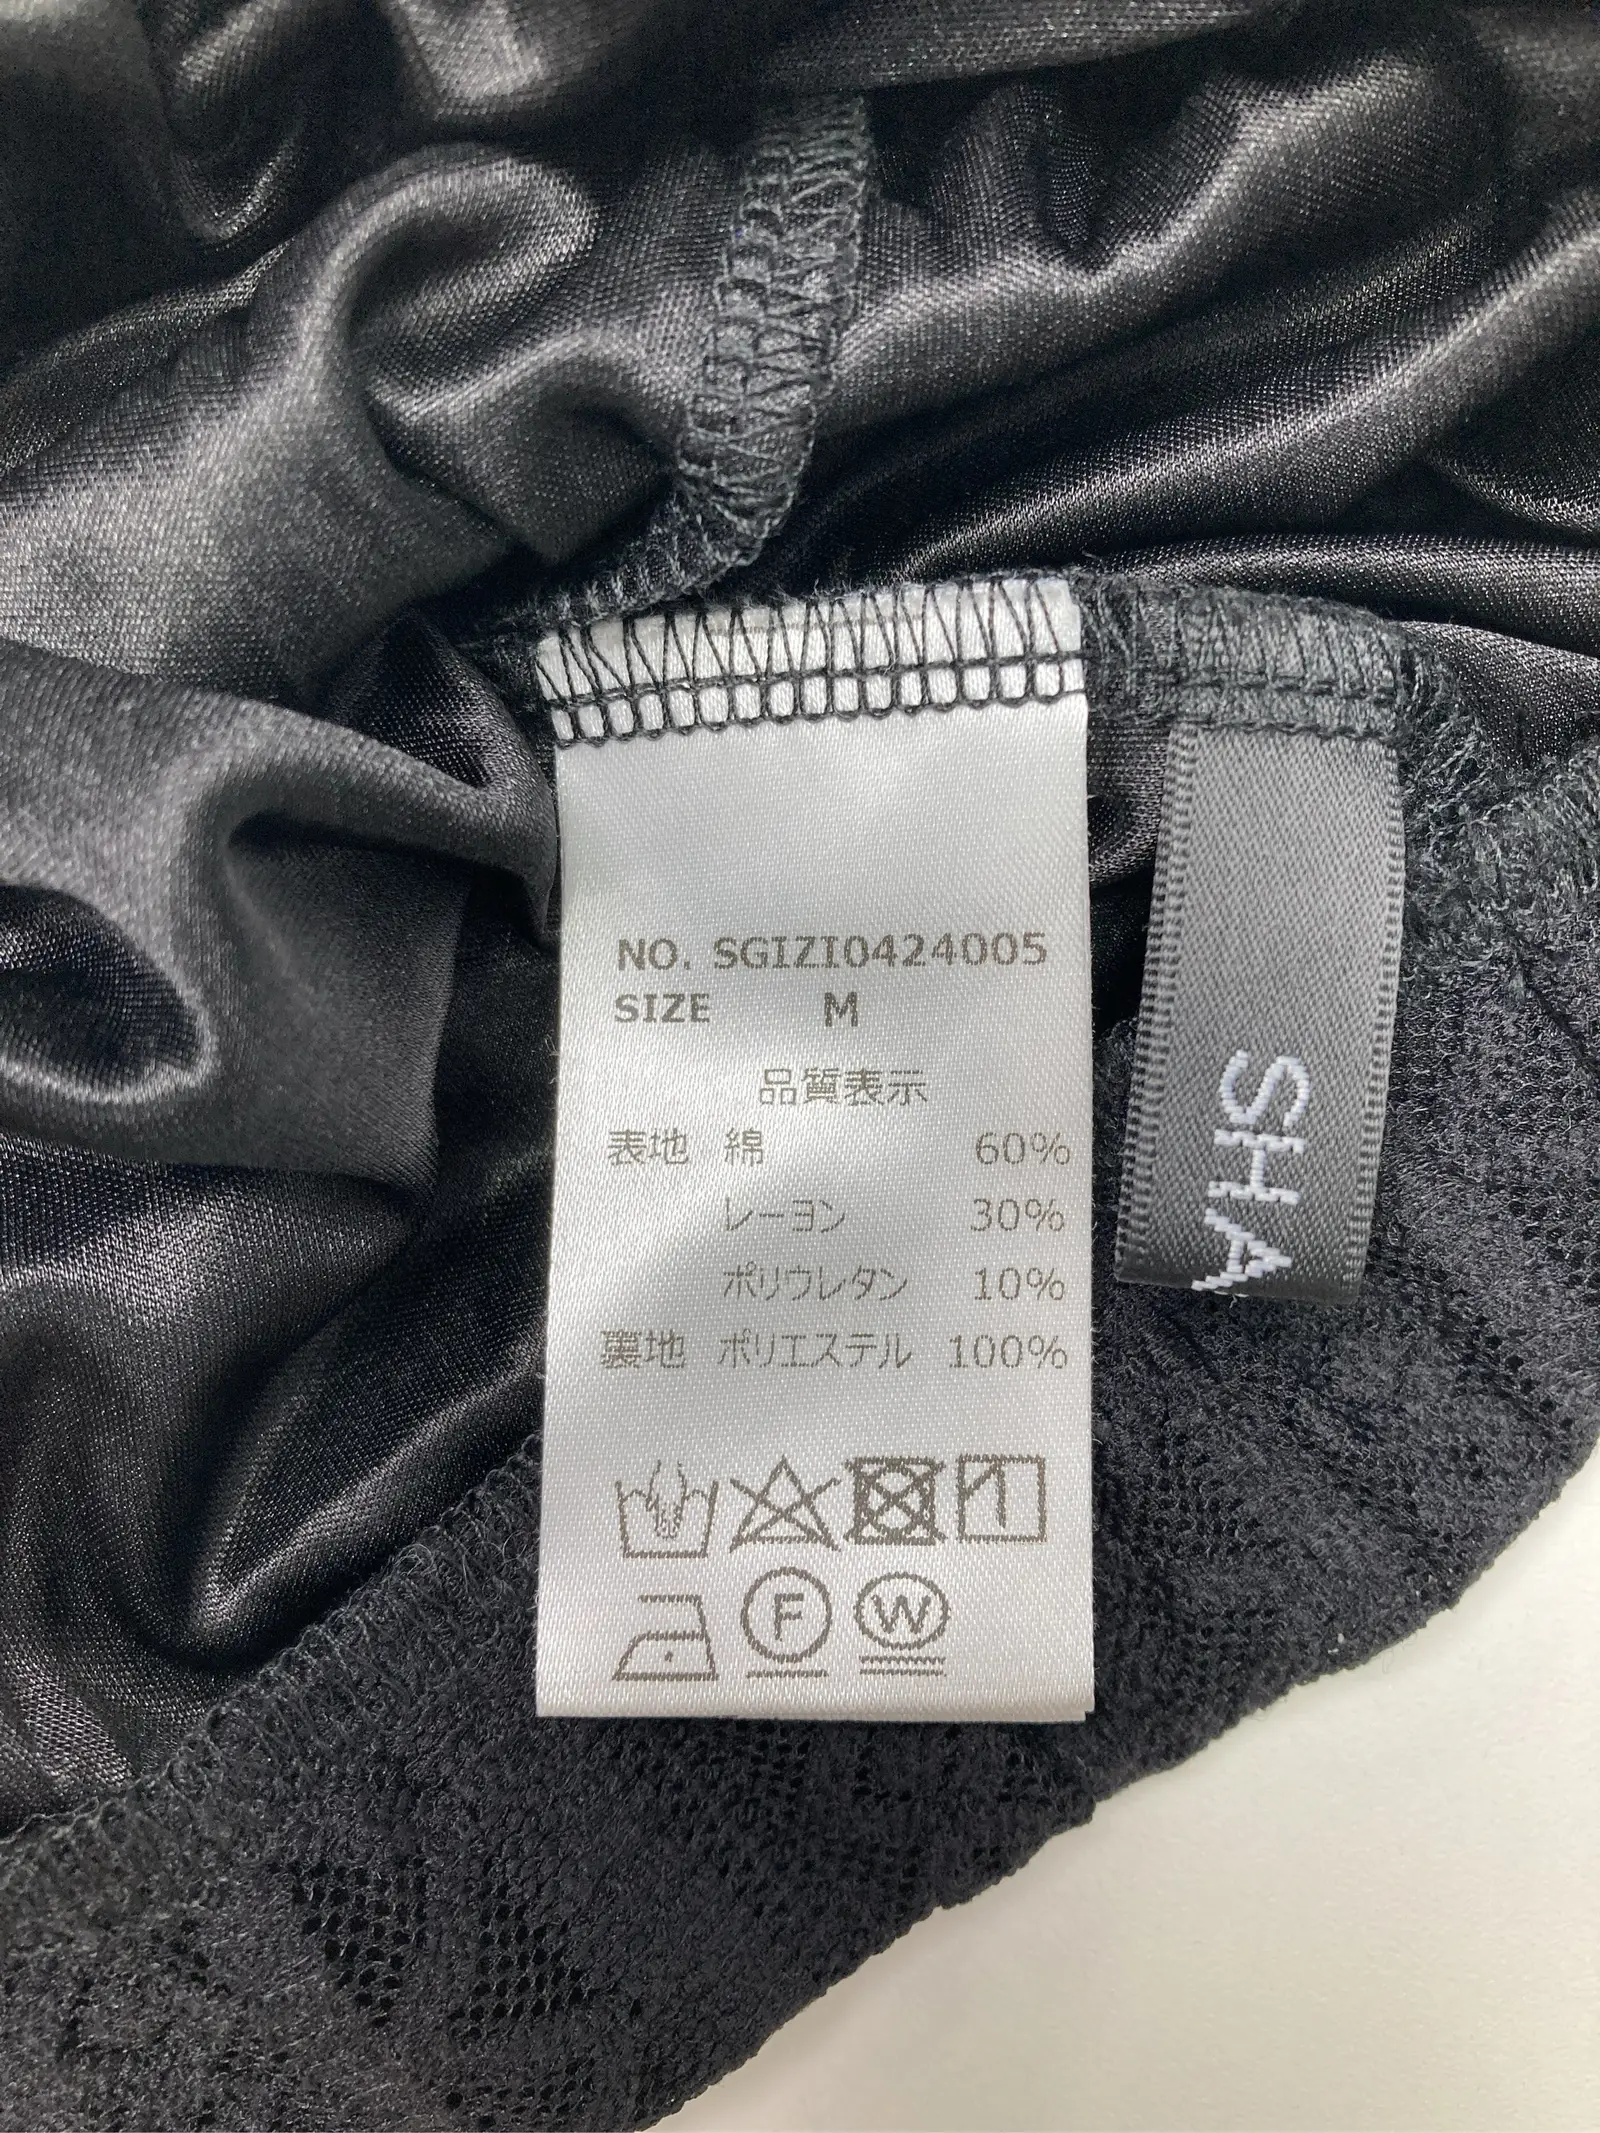 NO. SGIZI0424005
SIZE M
品質表示
表地 綿 60%
レーヨン 30%
ポリウレタン 10%
裏地 ポリエステル 100%
F
W
SHA